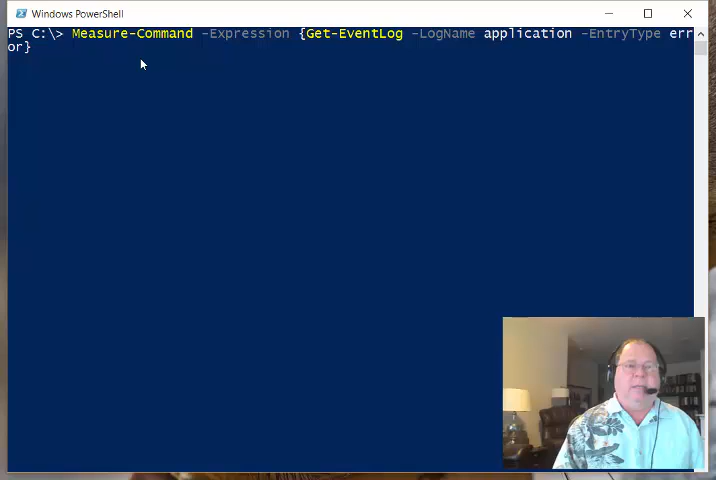 Windows PowerShell
PS C:\> Measure-Command -Expression {Get-EventLog -LogName application -EntryType err
or}